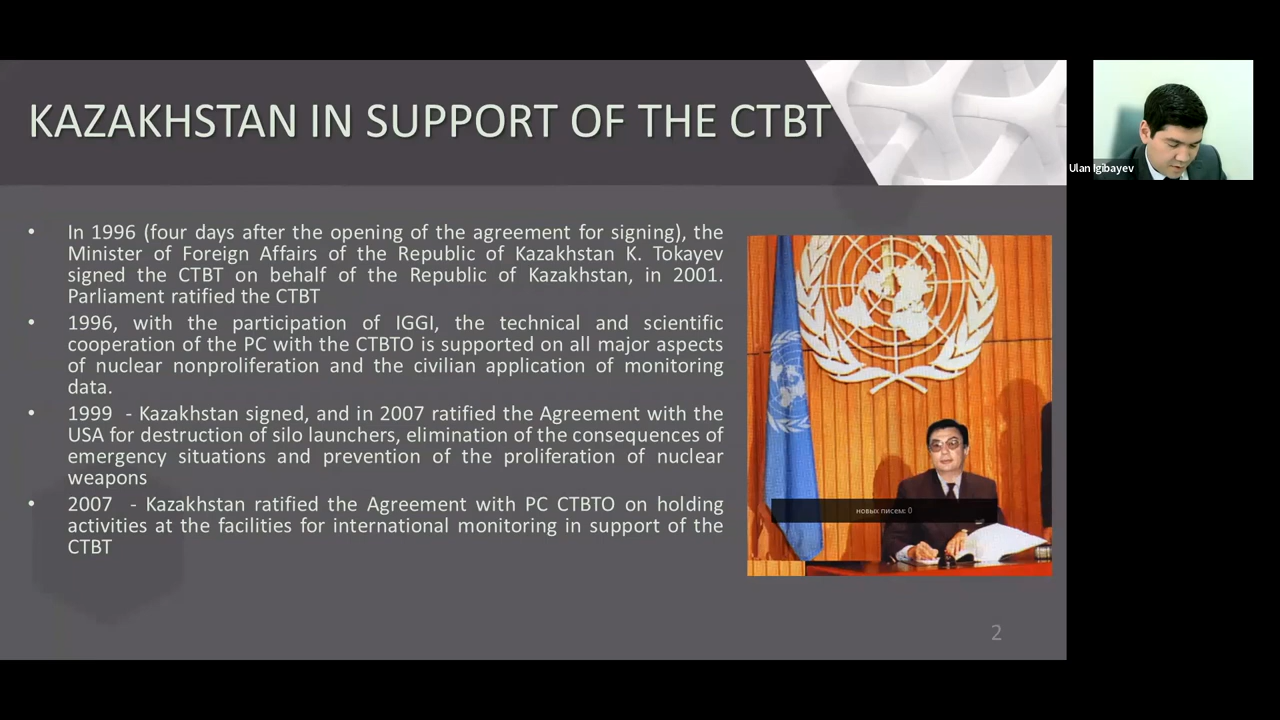 KAZAKHSTAN IN SUPPORT OF THE CTBT
Ulan Igibayev
• In 1996 (four days after the opening of the agreement for signing), the
Minister of Foreign Affairs of the Republic of Kazakhstan K. Tokayev
signed the CTBT on behalf of the Republic of Kazakhstan, in 2001.
Parliament ratified the CTBT
• 1996, with the participation of IGGI, the technical and scientific
cooperation of the PC with the CTBTO is supported on all major aspects
of nuclear nonproliferation and the civilian application of monitoring
data.
• 1999 - Kazakhstan signed, and in 2007 ratified the Agreement with the
USA for destruction of silo launchers, elimination of the consequences of
emergency situations and prevention of the proliferation of nuclear
weapons
• 2007 - Kazakhstan ratified the Agreement with PC CTBTO on holding
activities at the facilities for international monitoring in support of the
CTBT
новых писем: 0
2